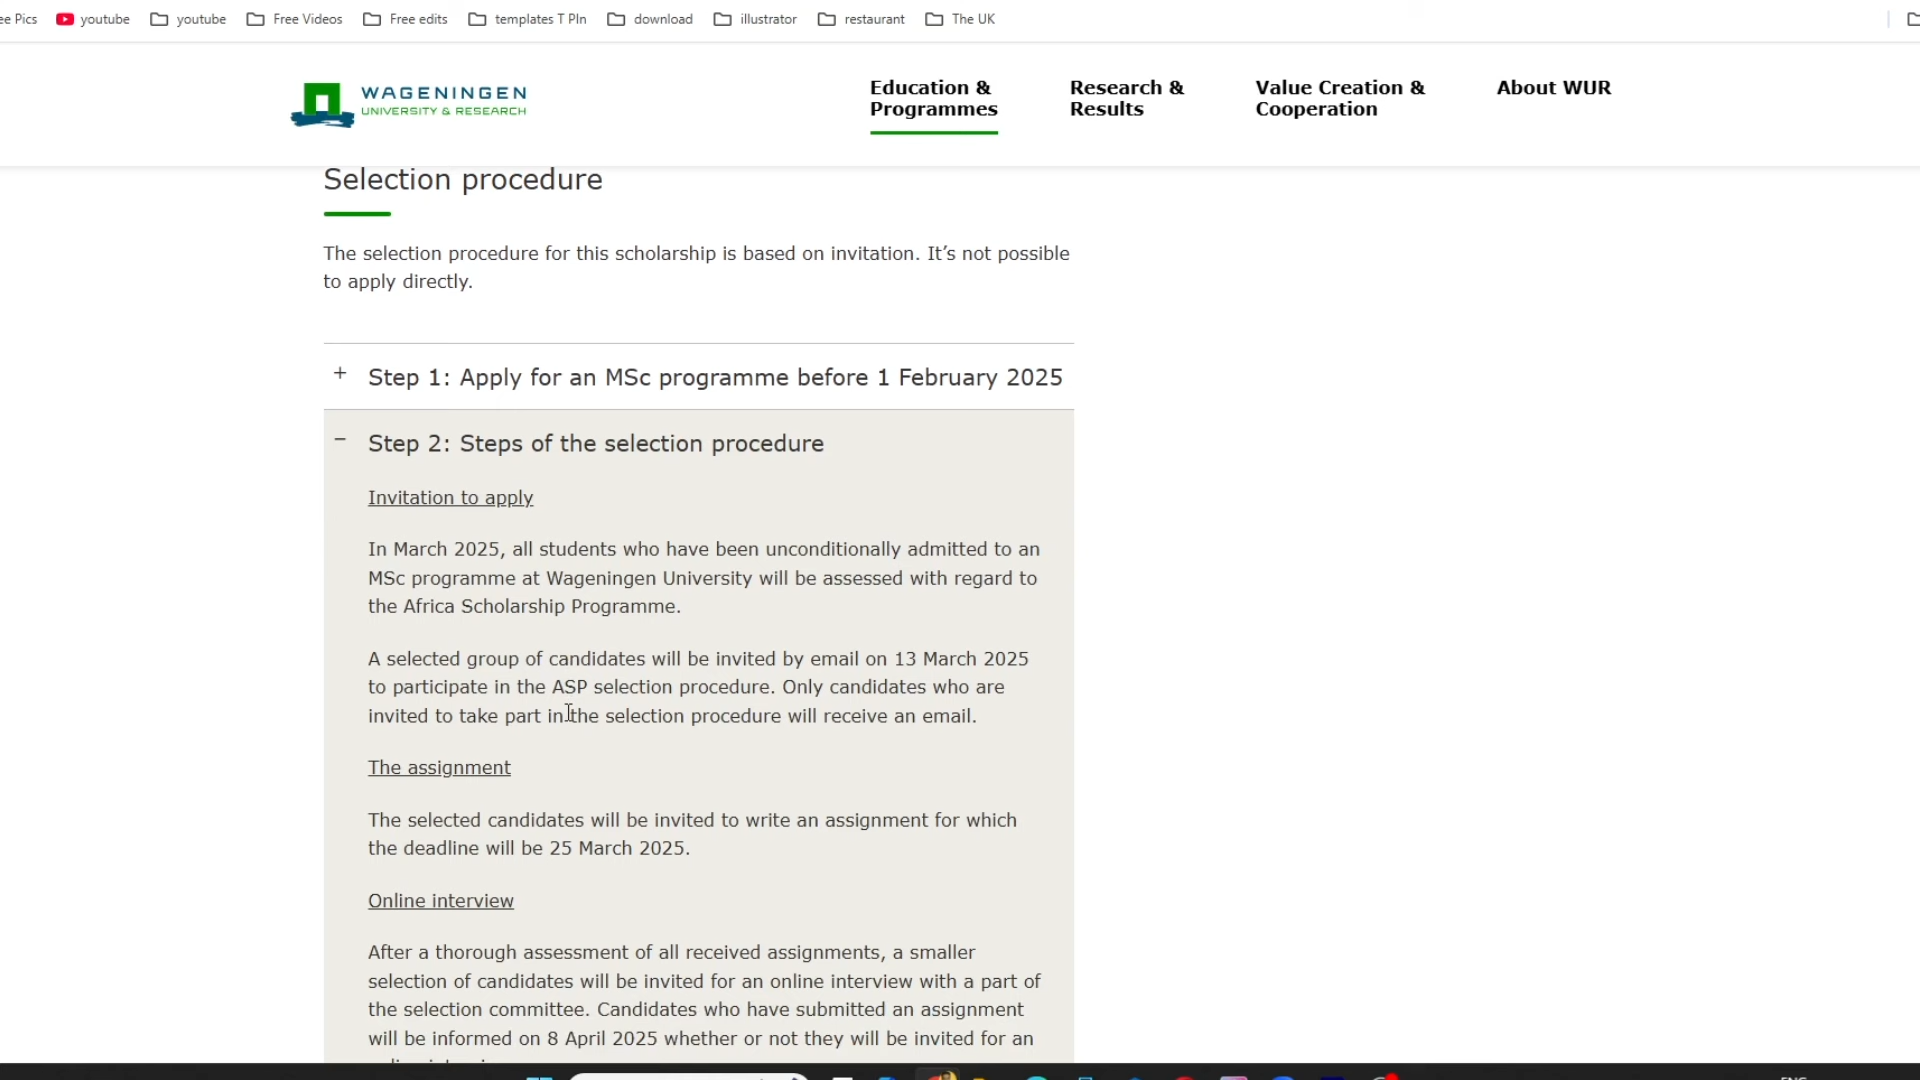 ee Pics youtube youtube Free Videos Free edits templates T Pln download illustrator restaurant The UK
WAGENINGEN
UNIVERSITY & RESEARCH
Education &
Programmes
Research &
Results
Value Creation &
Cooperation
About WUR
Selection procedure
The selection procedure for this scholarship is based on invitation. It’s not possible
to apply directly.
+ Step 1: Apply for an MSc programme before 1 February 2025
− Step 2: Steps of the selection procedure
Invitation to apply
In March 2025, all students who have been unconditionally admitted to an
MSc programme at Wageningen University will be assessed with regard to
the Africa Scholarship Programme.
A selected group of candidates will be invited by email on 13 March 2025
to participate in the ASP selection procedure. Only candidates who are
invited to take part in the selection procedure will receive an email.
The assignment
The selected candidates will be invited to write an assignment for which
the deadline will be 25 March 2025.
Online interview
After a thorough assessment of all received assignments, a smaller
selection of candidates will be invited for an online interview with a part of
the selection committee. Candidates who have submitted an assignment
will be informed on 8 April 2025 whether or not they will be invited for an